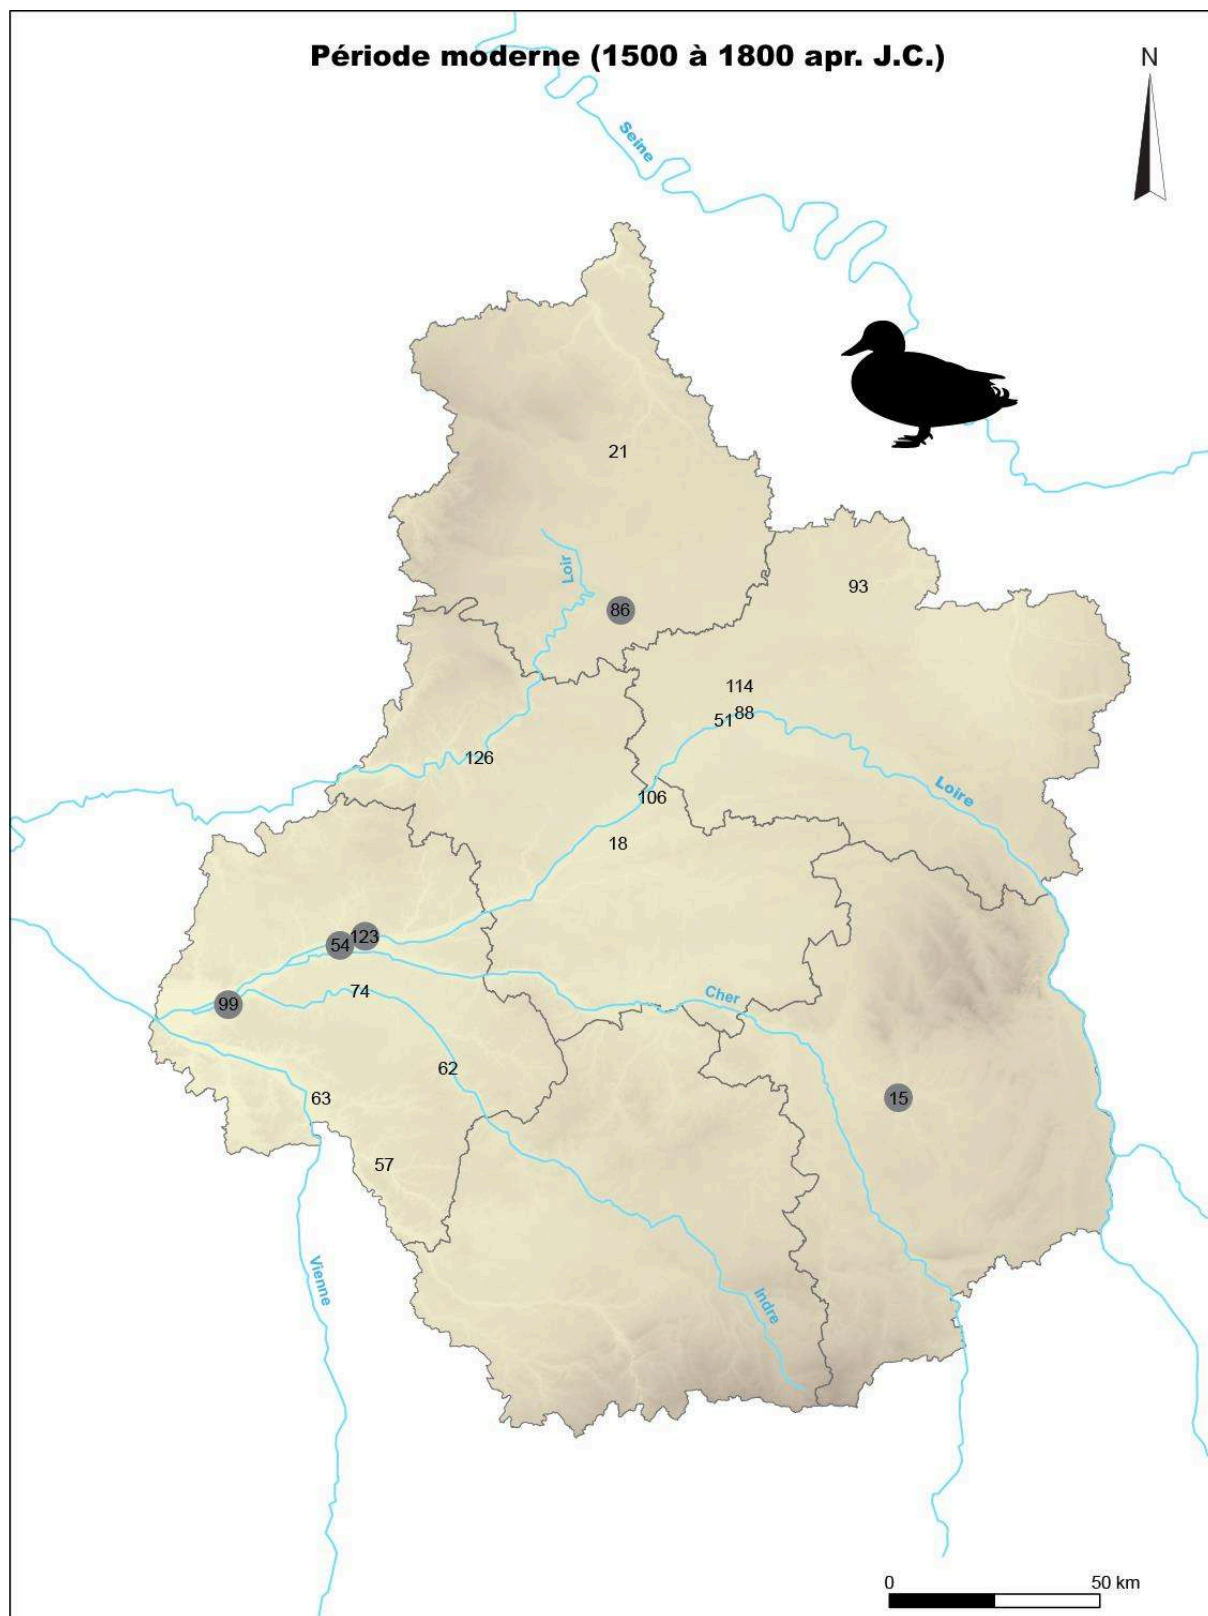 Période moderne (1500 à 1800 apr. J.C.)
N
Seine
21
93
Loir
86
114
51
88
126
106
Loire
18
123
54
74
99
Cher
62
63
15
57
Vienne
Indre
0
50 km